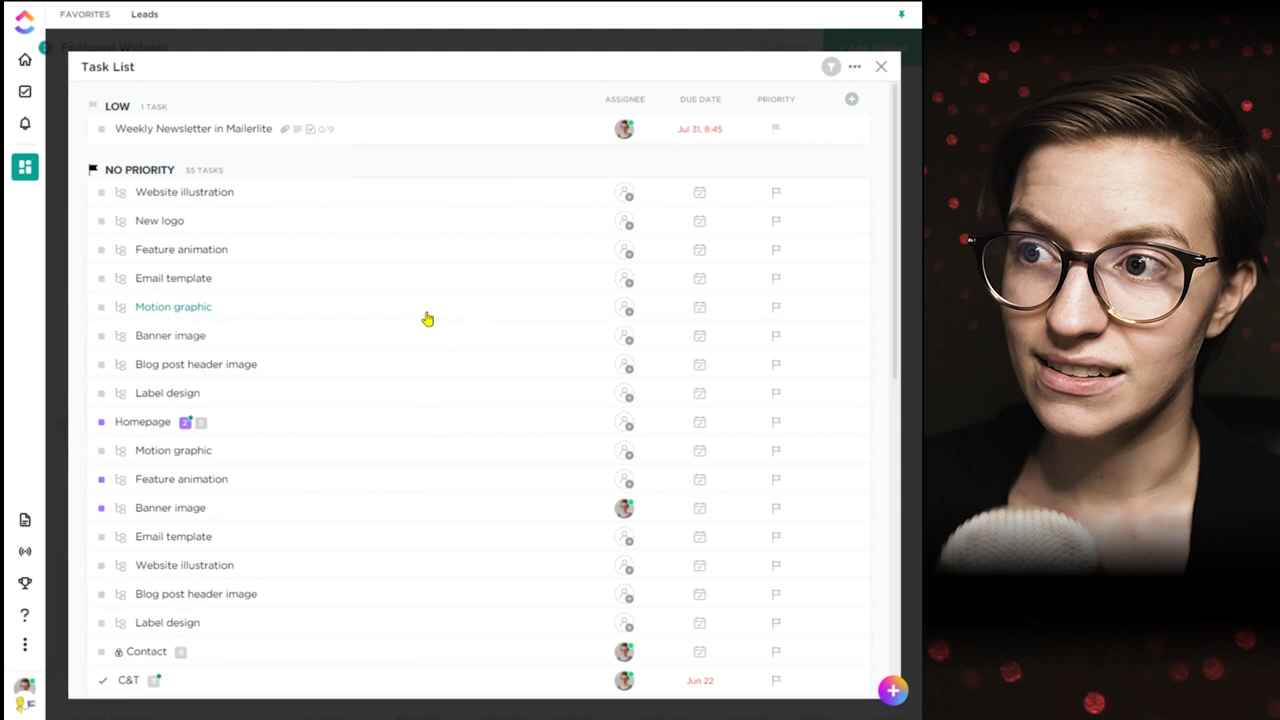 FAVORITES Leads
Featured Widgets
Task List
LOW 1 TASK ASSIGNEE DUE DATE PRIORITY
Weekly Newsletter in Mailerlite 0/9 Jul 31, 8:45
NO PRIORITY 55 TASKS
Website illustration
New logo
Feature animation
Email template
Motion graphic
Banner image
Blog post header image
Label design
Homepage 2
Motion graphic
Feature animation
Banner image
Email template
Website illustration
Blog post header image
Label design
Contact
C&T Jun 22